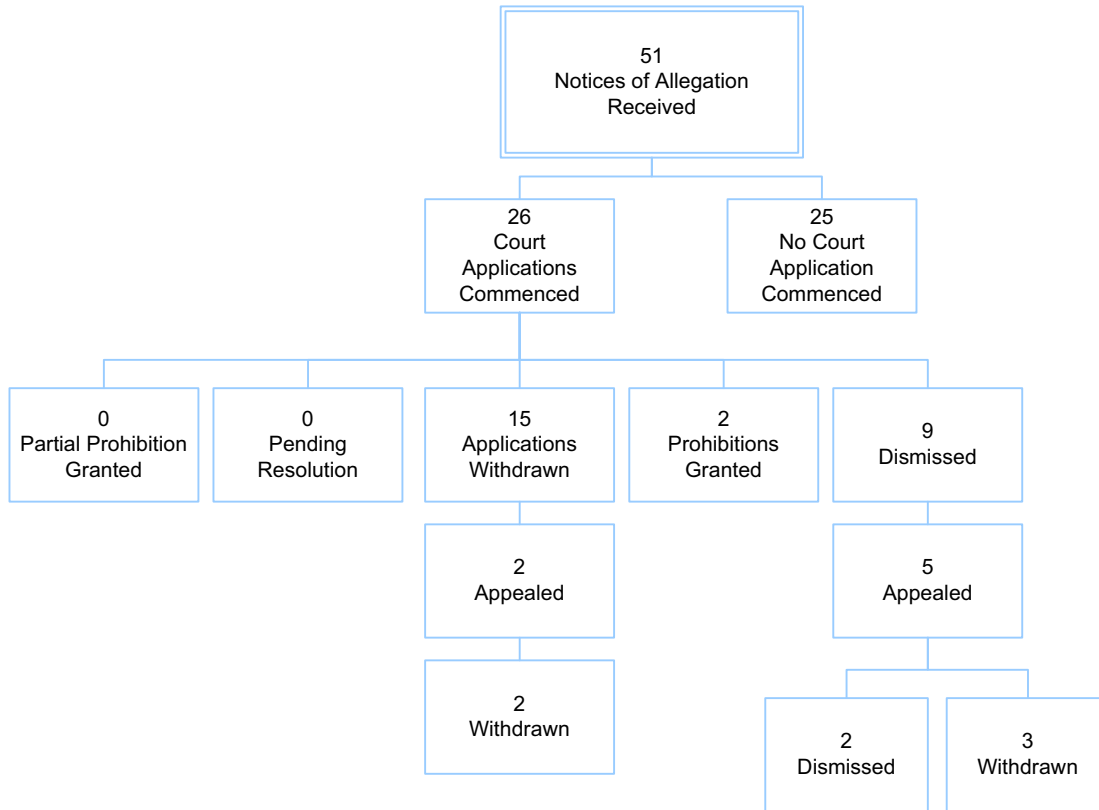 51
Notices of Allegation
Received
26
Court
Applications
Commenced
25
No Court
Application
Commenced
0
Partial Prohibition
Granted
0
Pending
Resolution
15
Applications
Withdrawn
2
Prohibitions
Granted
9
Dismissed
2
Appealed
5
Appealed
2
Withdrawn
2
Dismissed
3
Withdrawn